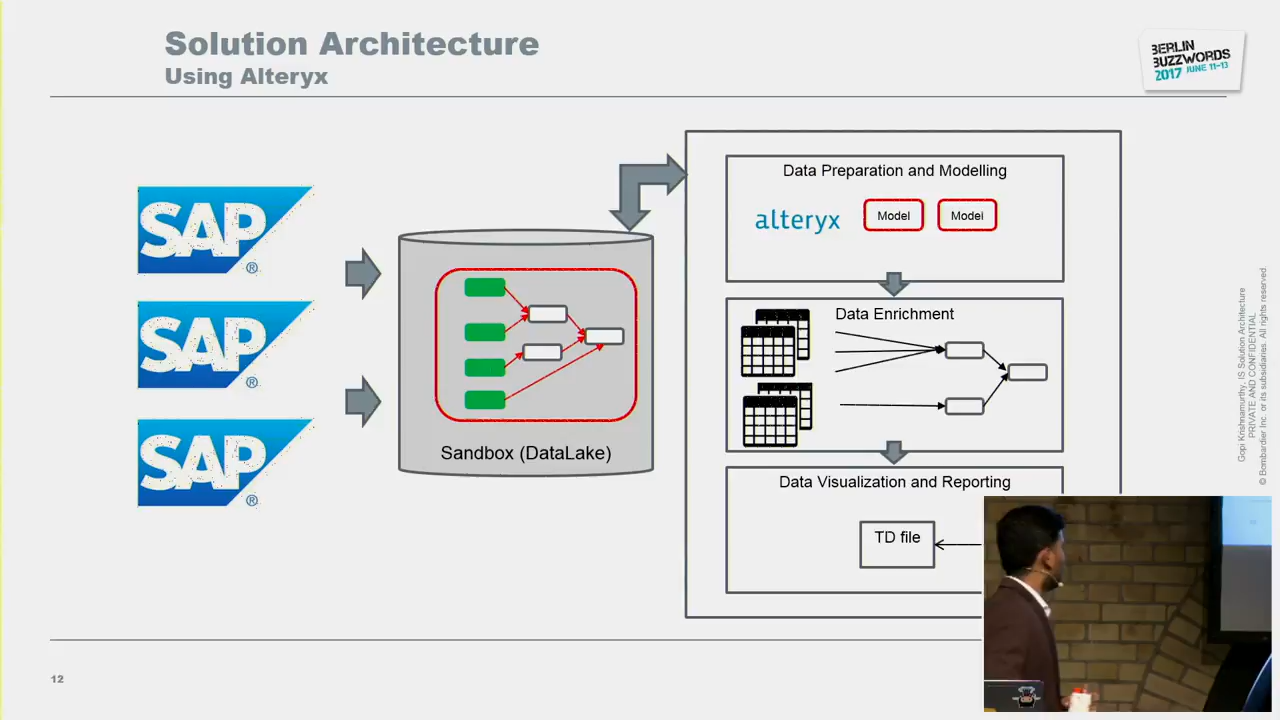 Solution Architecture
Using Alteryx
BERLIN
BUZZWORDS
2017 JUNE 11-13
SAP
®
SAP
®
SAP
®
Sandbox (DataLake)
Data Preparation and Modelling
alteryx
Model
Model
Data Enrichment
Data Visualization and Reporting
TD file
Gopi Krishnamurthy, IS Solution Architecture
PRIVATE AND CONFIDENTIAL
© Bombardier Inc. or its subsidiaries. All rights reserved.
12